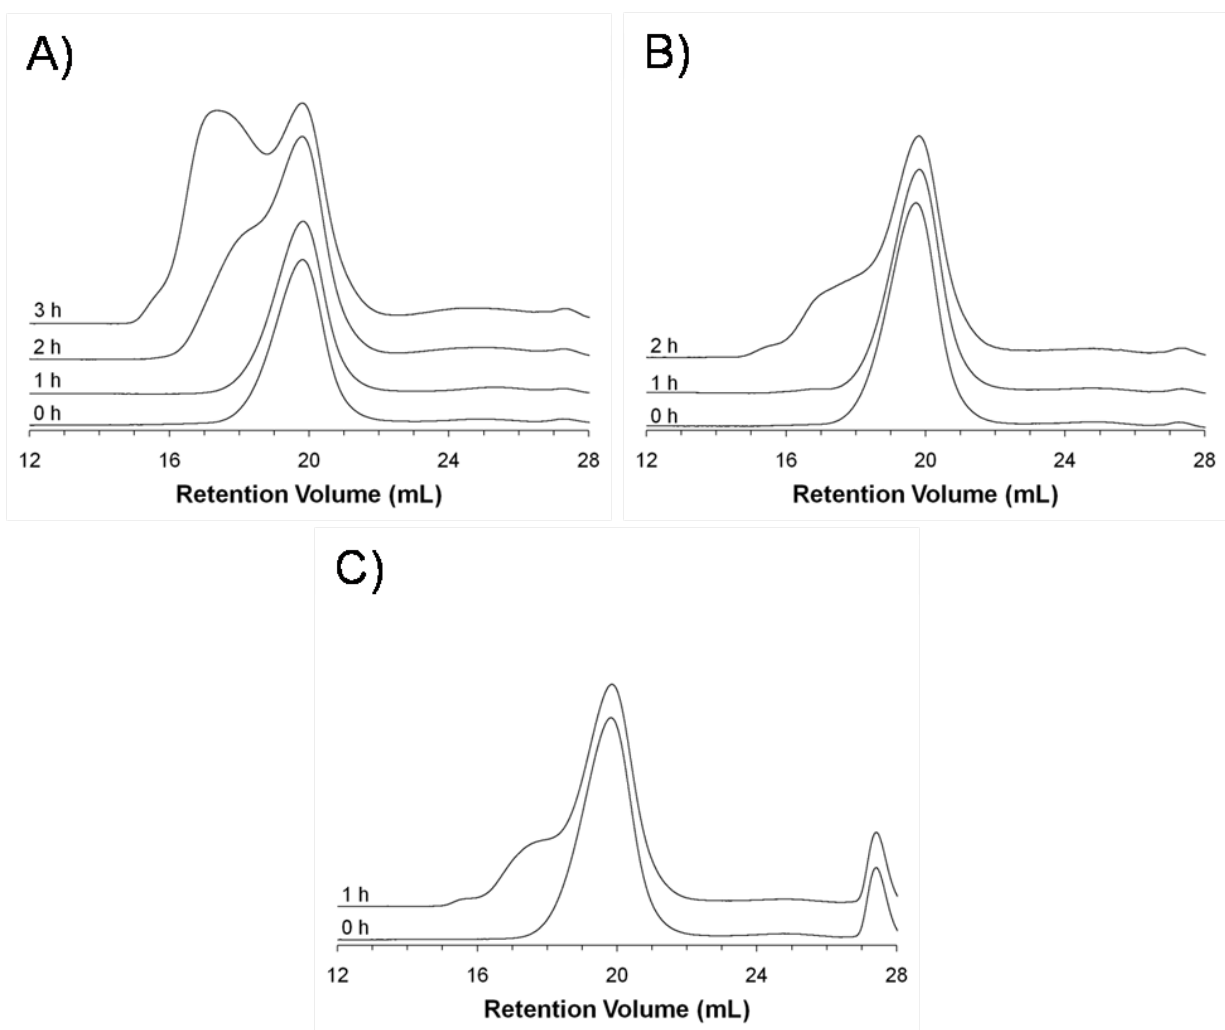 A)
3 h
2 h
1 h
0 h
12 16 20 24 28
Retention Volume (mL)
B)
2 h
1 h
0 h
12 16 20 24 28
Retention Volume (mL)
C)
1 h
0 h
12 16 20 24 28
Retention Volume (mL)